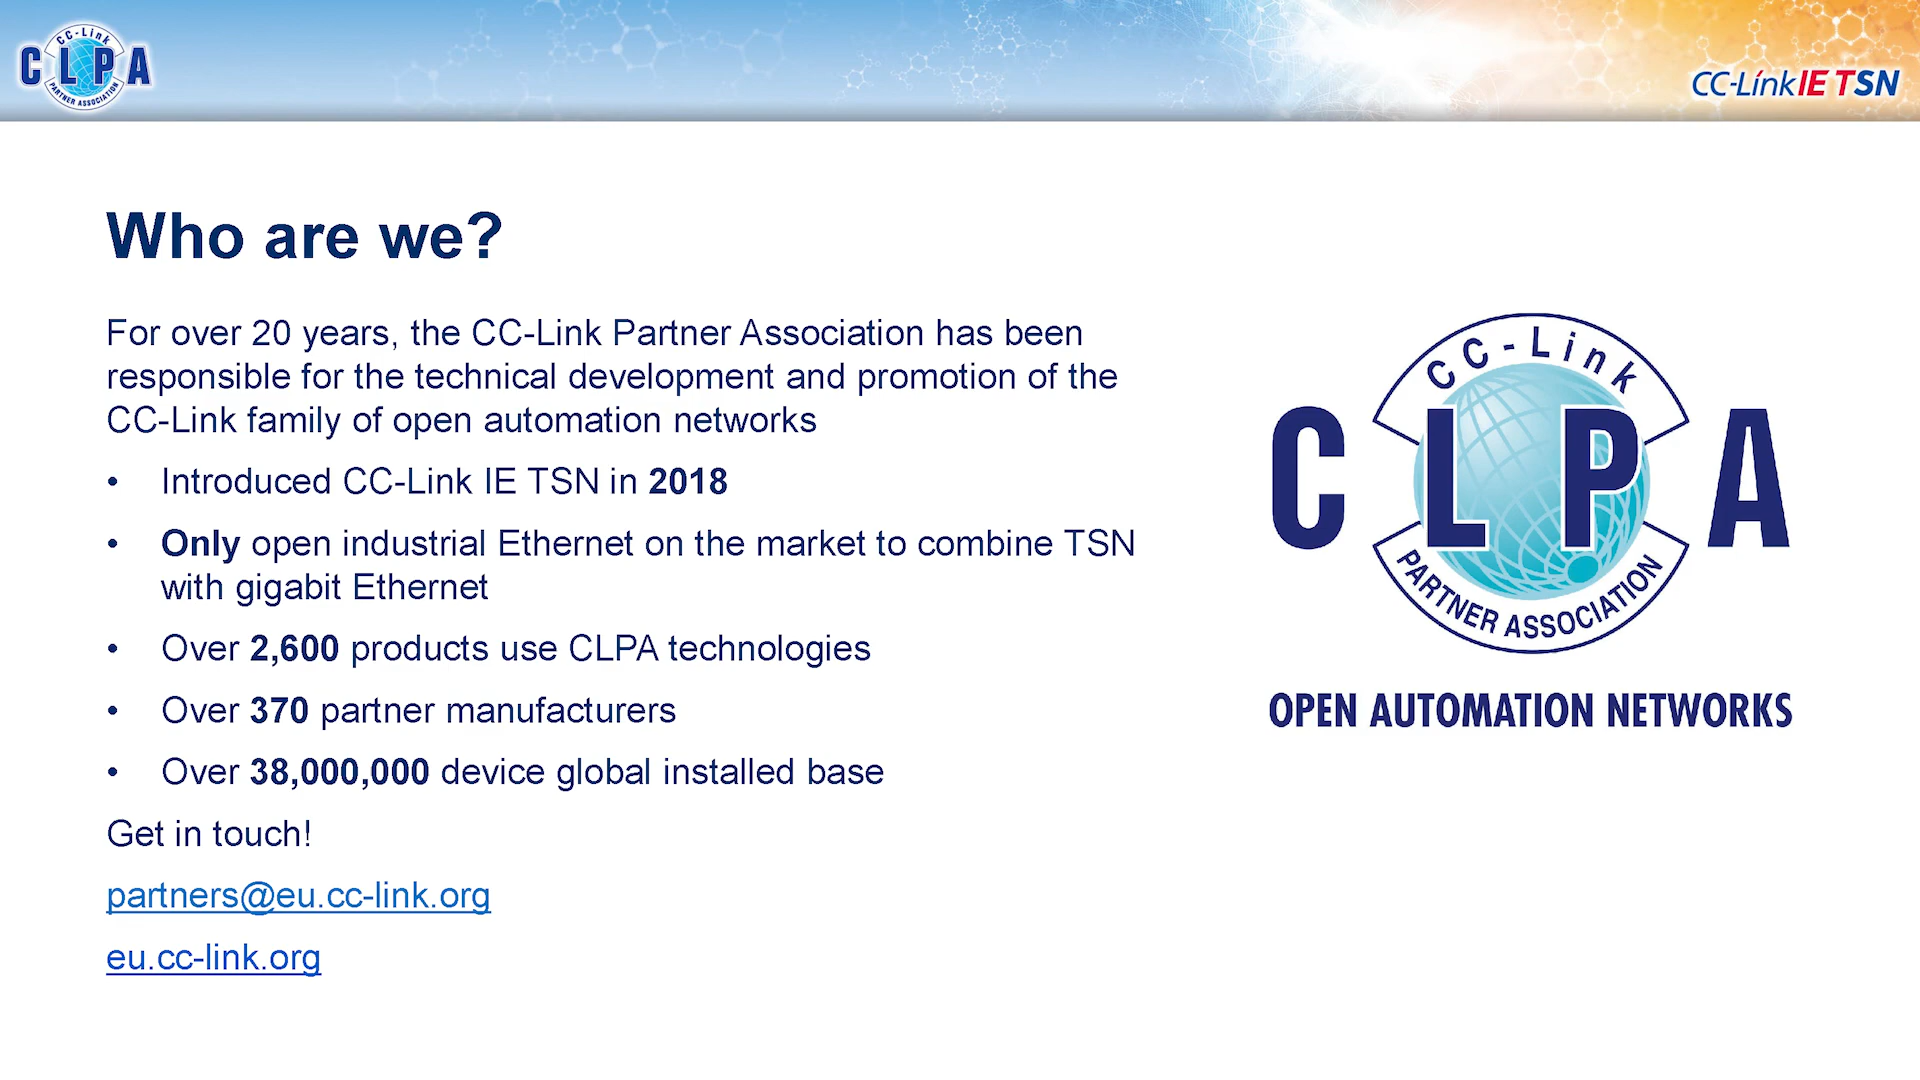 CC-Link
CLPA
PARTNER ASSOCIATION
CC-Link IE TSN
Who are we?
For over 20 years, the CC-Link Partner Association has been
responsible for the technical development and promotion of the
CC-Link family of open automation networks
• Introduced CC-Link IE TSN in 2018
• Only open industrial Ethernet on the market to combine TSN
with gigabit Ethernet
• Over 2,600 products use CLPA technologies
• Over 370 partner manufacturers
• Over 38,000,000 device global installed base
Get in touch!
partners@eu.cc-link.org
eu.cc-link.org
CC-Link
CLPA
PARTNER ASSOCIATION
OPEN AUTOMATION NETWORKS